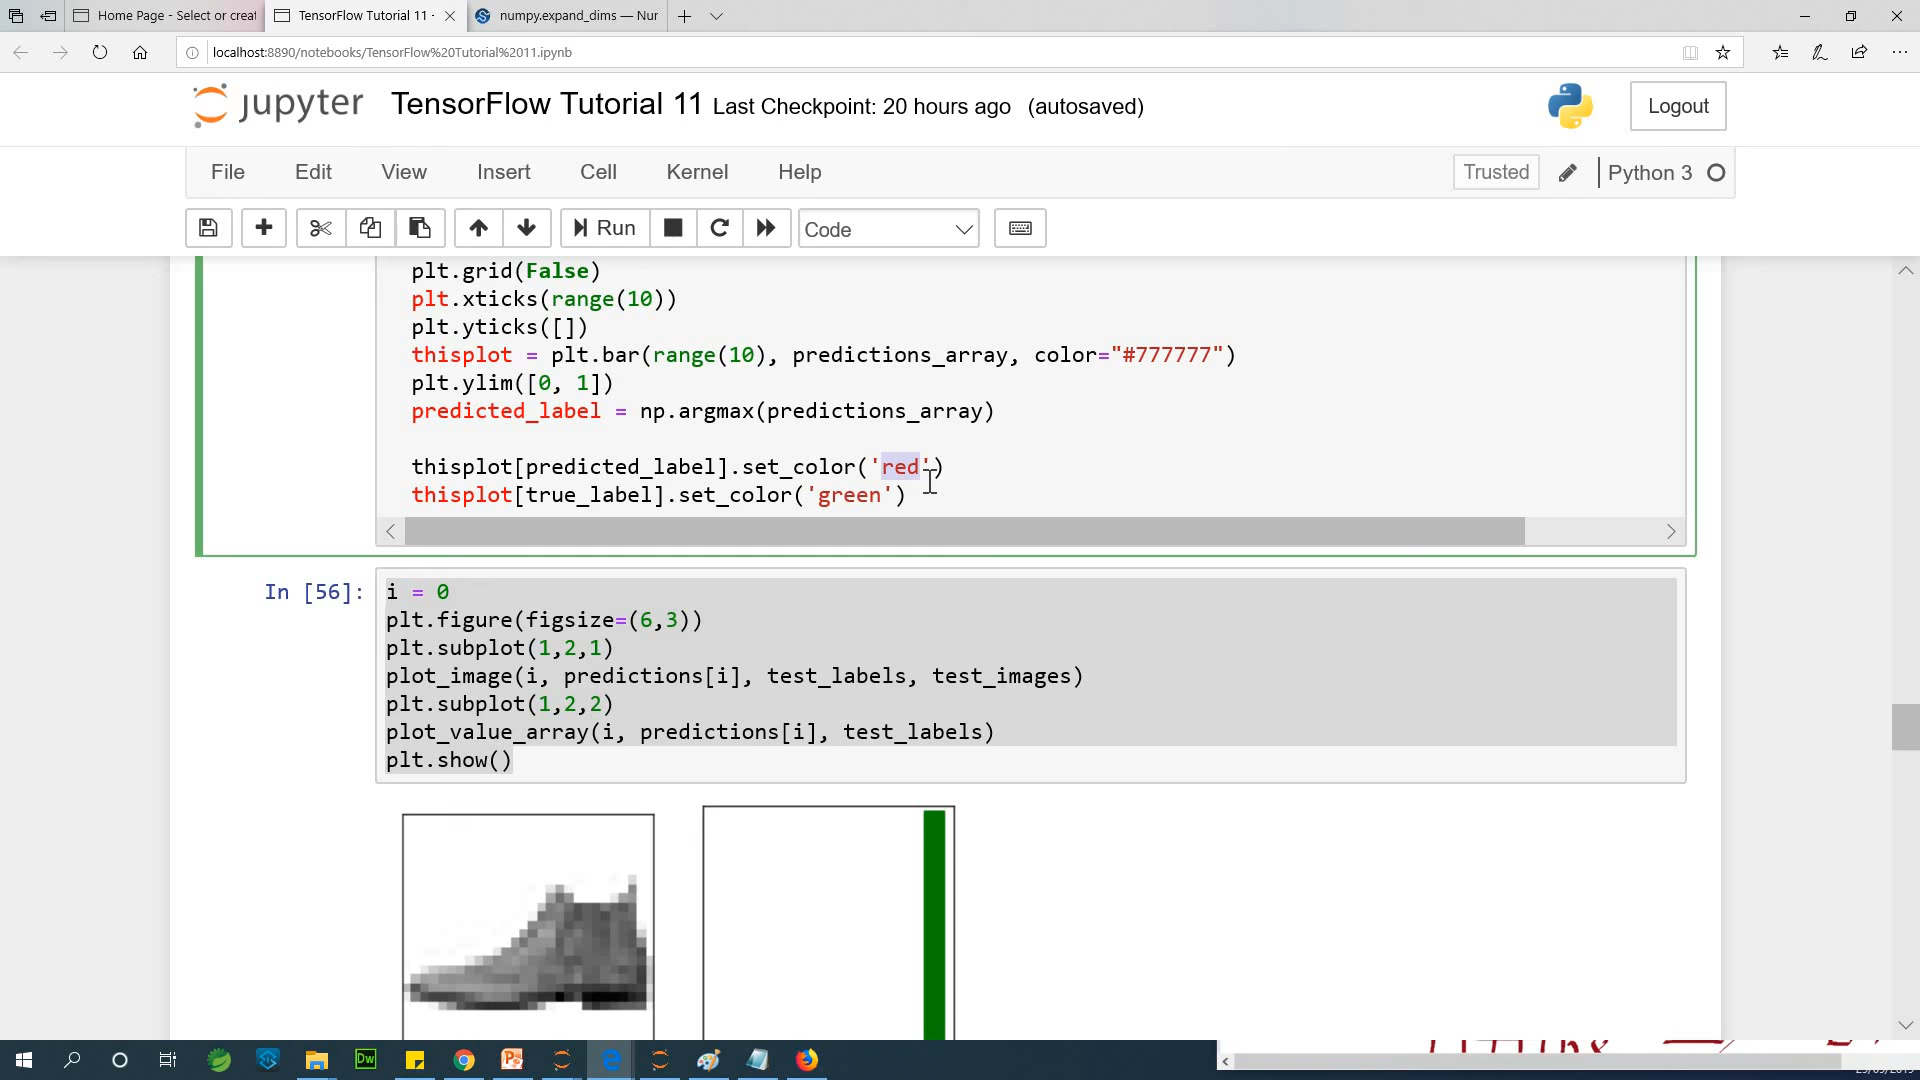 Home Page - Select or creat
TensorFlow Tutorial 11 -
numpy.expand_dims — Nur
localhost:8890/notebooks/TensorFlow%20Tutorial%2011.ipynb
jupyter TensorFlow Tutorial 11 Last Checkpoint: 20 hours ago (autosaved)
Logout
File Edit View Insert Cell Kernel Help
Trusted Python 3
Run Code
plt.grid(False)
plt.xticks(range(10))
plt.yticks([])
thisplot = plt.bar(range(10), predictions_array, color="#777777")
plt.ylim([0, 1])
predicted_label = np.argmax(predictions_array)
thisplot[predicted_label].set_color('red')
thisplot[true_label].set_color('green')
In [56]:
i = 0
plt.figure(figsize=(6,3))
plt.subplot(1,2,1)
plot_image(i, predictions[i], test_labels, test_images)
plt.subplot(1,2,2)
plot_value_array(i, predictions[i], test_labels)
plt.show()
Dw